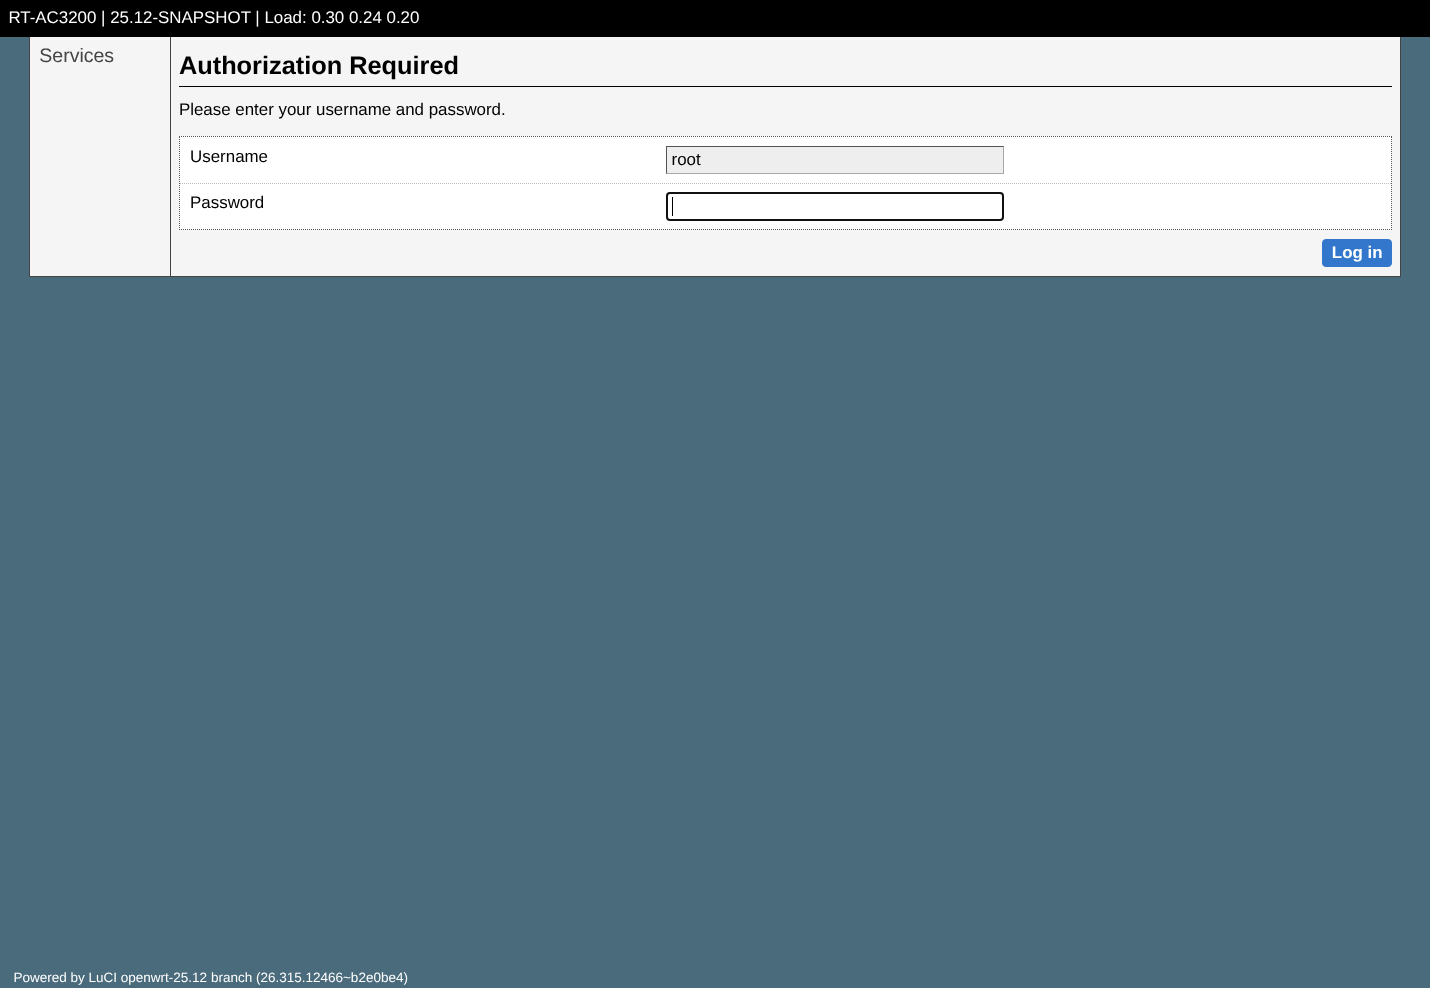 RT-AC3200 | 25.12-SNAPSHOT | Load: 0.30 0.24 0.20
Services
Authorization Required
Please enter your username and password.
Username
root
Password
Log in
Powered by LuCI openwrt-25.12 branch (26.315.12466~b2e0be4)